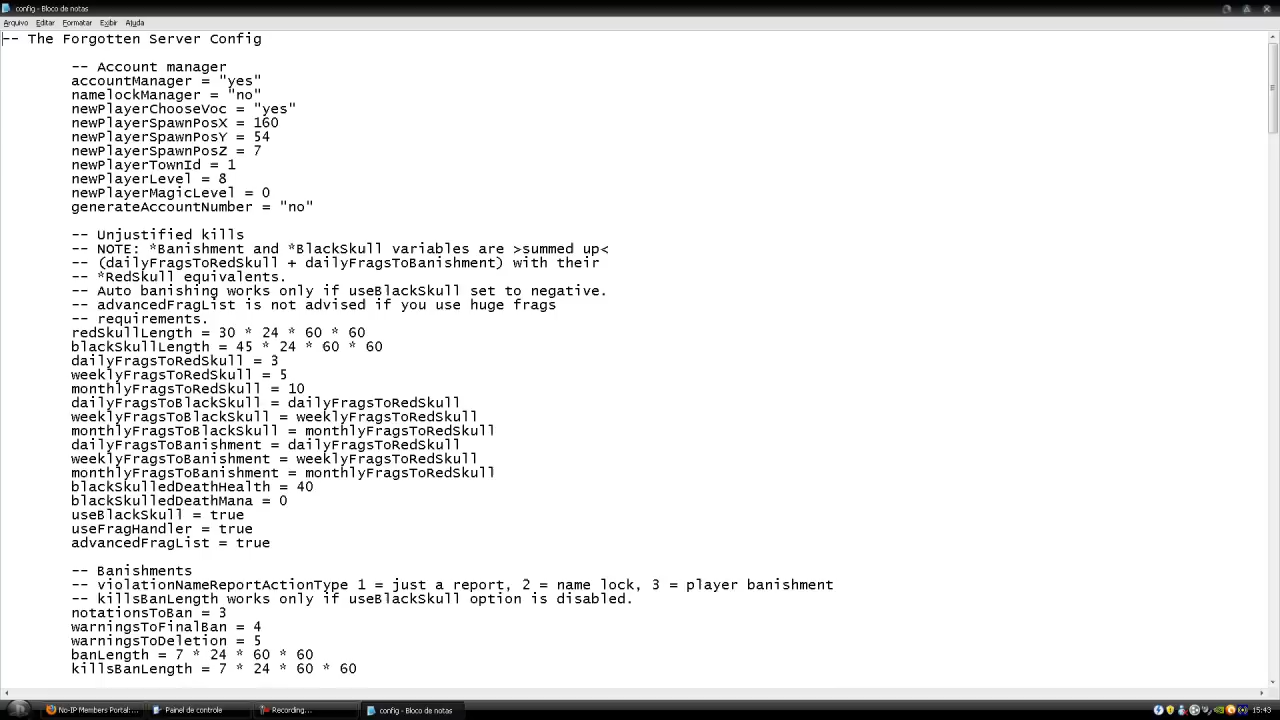 config - Bloco de notas
Arquivo Editar Formatar Exibir Ajuda
-- The Forgotten Server Config
-- Account manager
accountManager = "yes"
namelockManager = "no"
newPlayerChooseVoc = "yes"
newPlayerSpawnPosX = 160
newPlayerSpawnPosY = 54
newPlayerSpawnPosZ = 7
newPlayerTownId = 1
newPlayerLevel = 8
newPlayerMagicLevel = 0
generateAccountNumber = "no"
-- Unjustified kills
-- NOTE: *Banishment and *BlackSkull variables are >summed up<
-- (dailyFragsToRedSkull + dailyFragsToBanishment) with their
-- *RedSkull equivalents.
-- Auto banishing works only if useBlackSkull set to negative.
-- advancedFragList is not advised if you use huge frags
-- requirements.
redSkullLength = 30 * 24 * 60 * 60
blackSkullLength = 45 * 24 * 60 * 60
dailyFragsToRedSkull = 3
weeklyFragsToRedSkull = 5
monthlyFragsToRedSkull = 10
dailyFragsToBlackSkull = dailyFragsToRedSkull
weeklyFragsToBlackSkull = weeklyFragsToRedSkull
monthlyFragsToBlackSkull = monthlyFragsToRedSkull
dailyFragsToBanishment = dailyFragsToRedSkull
weeklyFragsToBanishment = weeklyFragsToRedSkull
monthlyFragsToBanishment = monthlyFragsToRedSkull
blackSkulledDeathHealth = 40
blackSkulledDeathMana = 0
useBlackSkull = true
useFragHandler = true
advancedFragList = true
-- Banishments
-- violationNameReportActionType 1 = just a report, 2 = name lock, 3 = player banishment
-- killsBanLength works only if useBlackSkull option is disabled.
notationsToBan = 3
warningsToFinalBan = 4
warningsToDeletion = 5
banLength = 7 * 24 * 60 * 60
killsBanLength = 7 * 24 * 60 * 60
No-IP Members Portal:... Painel de controle Recording... config - Bloco de notas 15:43